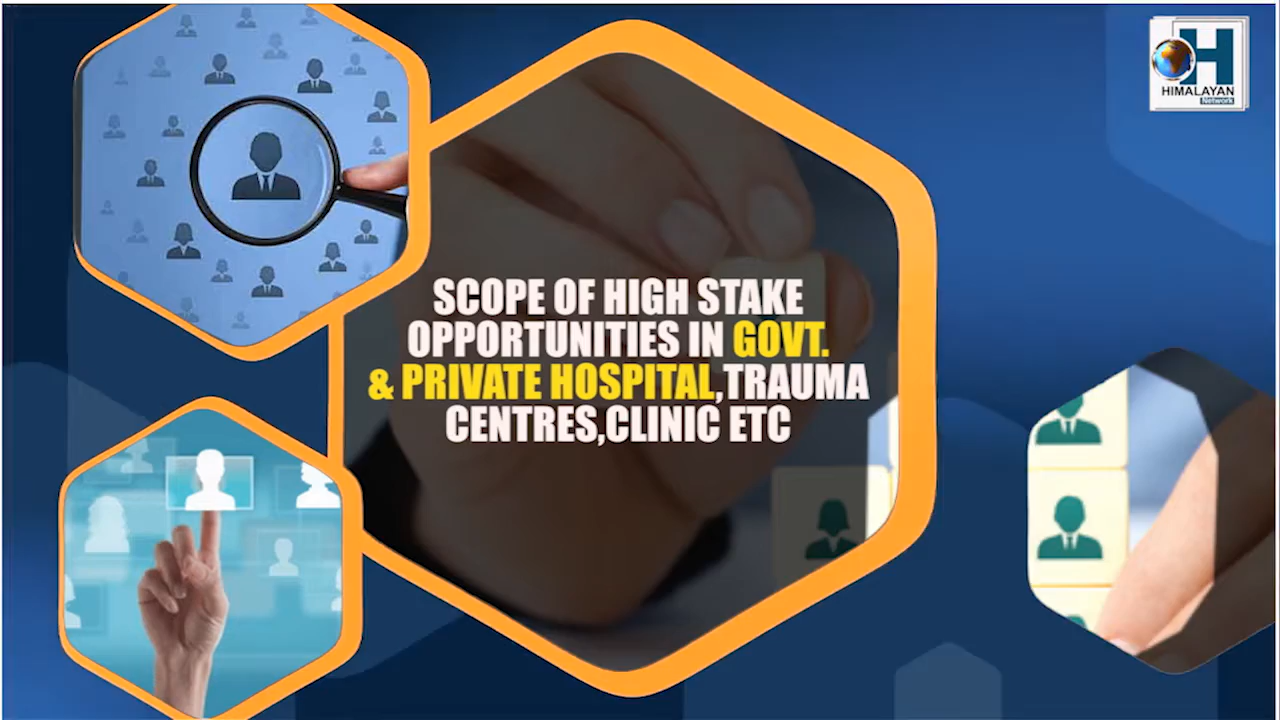 HIMALAYAN
Network
SCOPE OF HIGH STAKE
OPPORTUNITIES IN GOVT.
& PRIVATE HOSPITAL,TRAUMA
CENTRES,CLINIC ETC